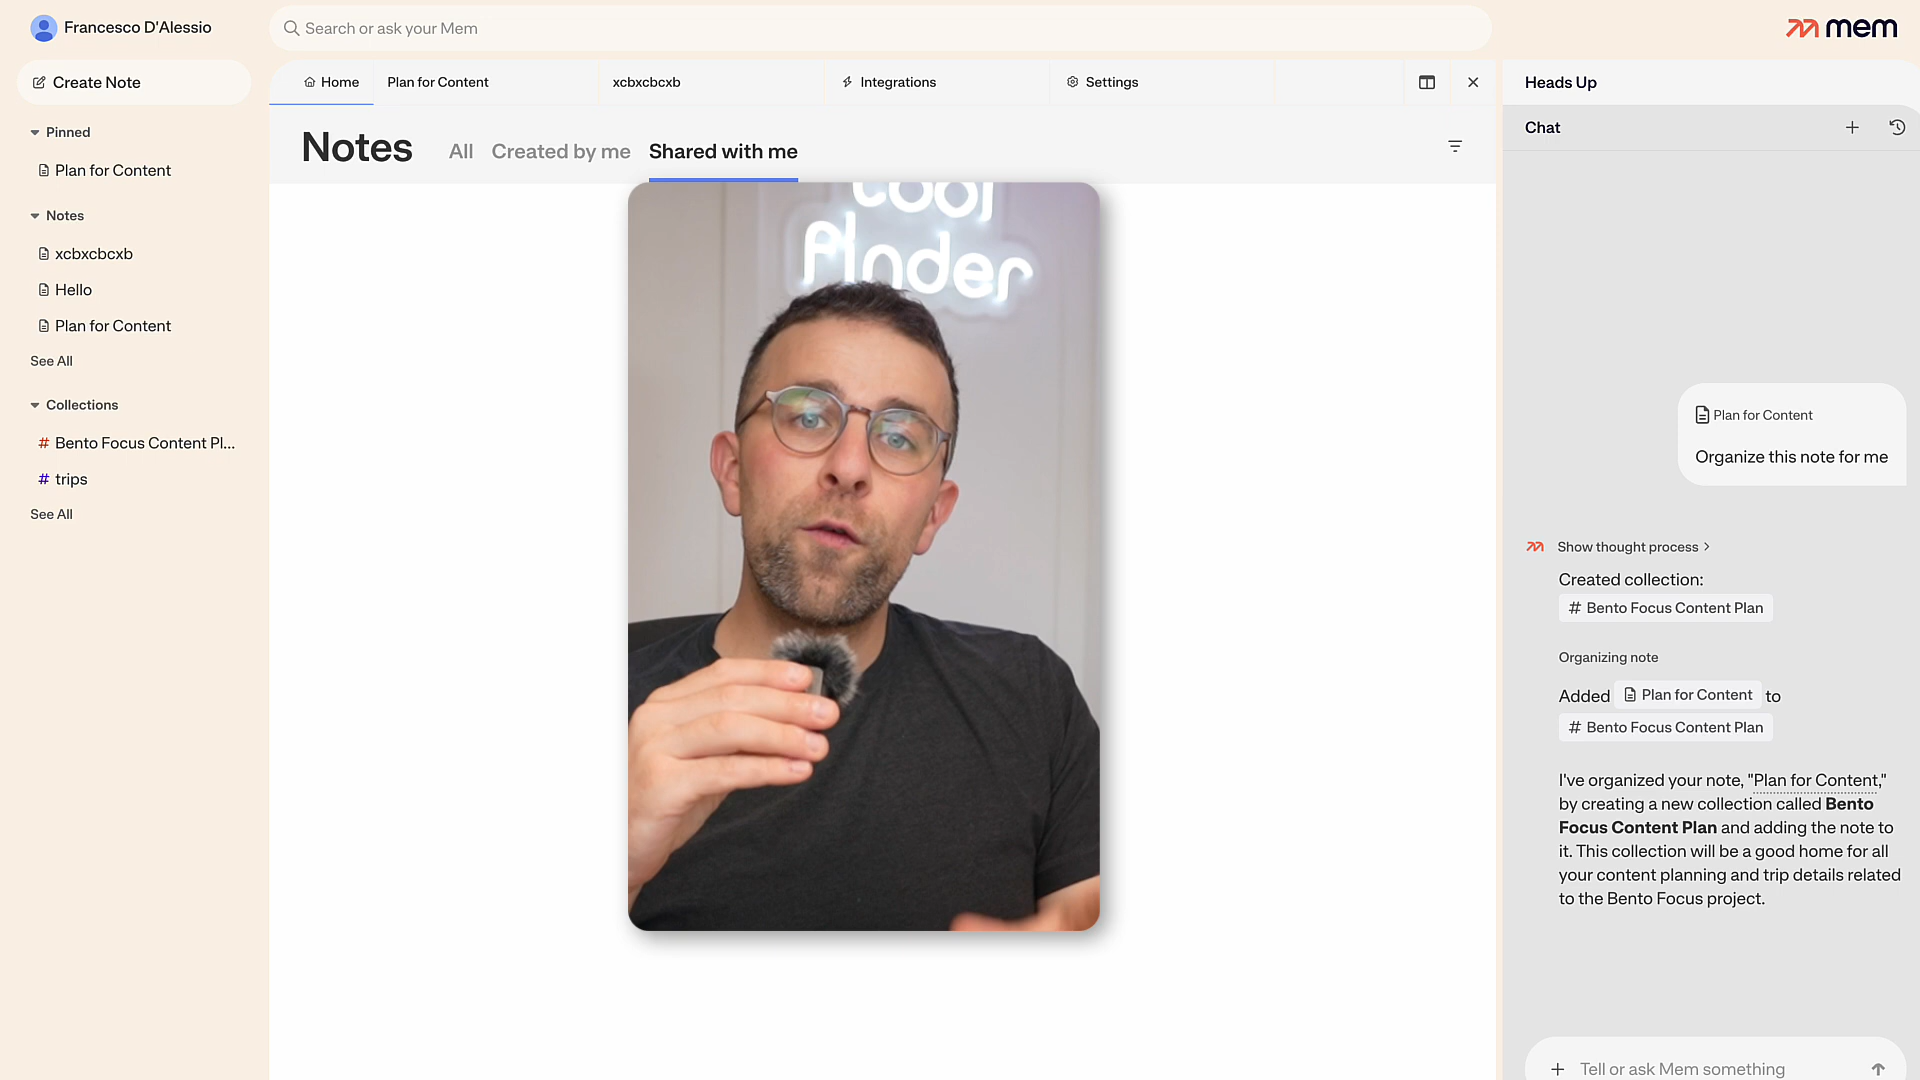 Francesco D'Alessio
Search or ask your Mem
mem
Create Note
Home
Plan for Content
xcbxcbcxb
Integrations
Settings
Heads Up
Chat
Pinned
Plan for Content
Notes
xcbxcbcxb
Hello
Plan for Content
See All
Collections
# Bento Focus Content Pl...
# trips
See All
Notes
All
Created by me
Shared with me
tool
finder
Plan for Content
Organize this note for me
Show thought process >
Created collection:
# Bento Focus Content Plan
Organizing note
Added Plan for Content to
# Bento Focus Content Plan
I've organized your note, "Plan for Content,"
by creating a new collection called Bento
Focus Content Plan and adding the note to
it. This collection will be a good home for all
your content planning and trip details related
to the Bento Focus project.
Tell or ask Mem something